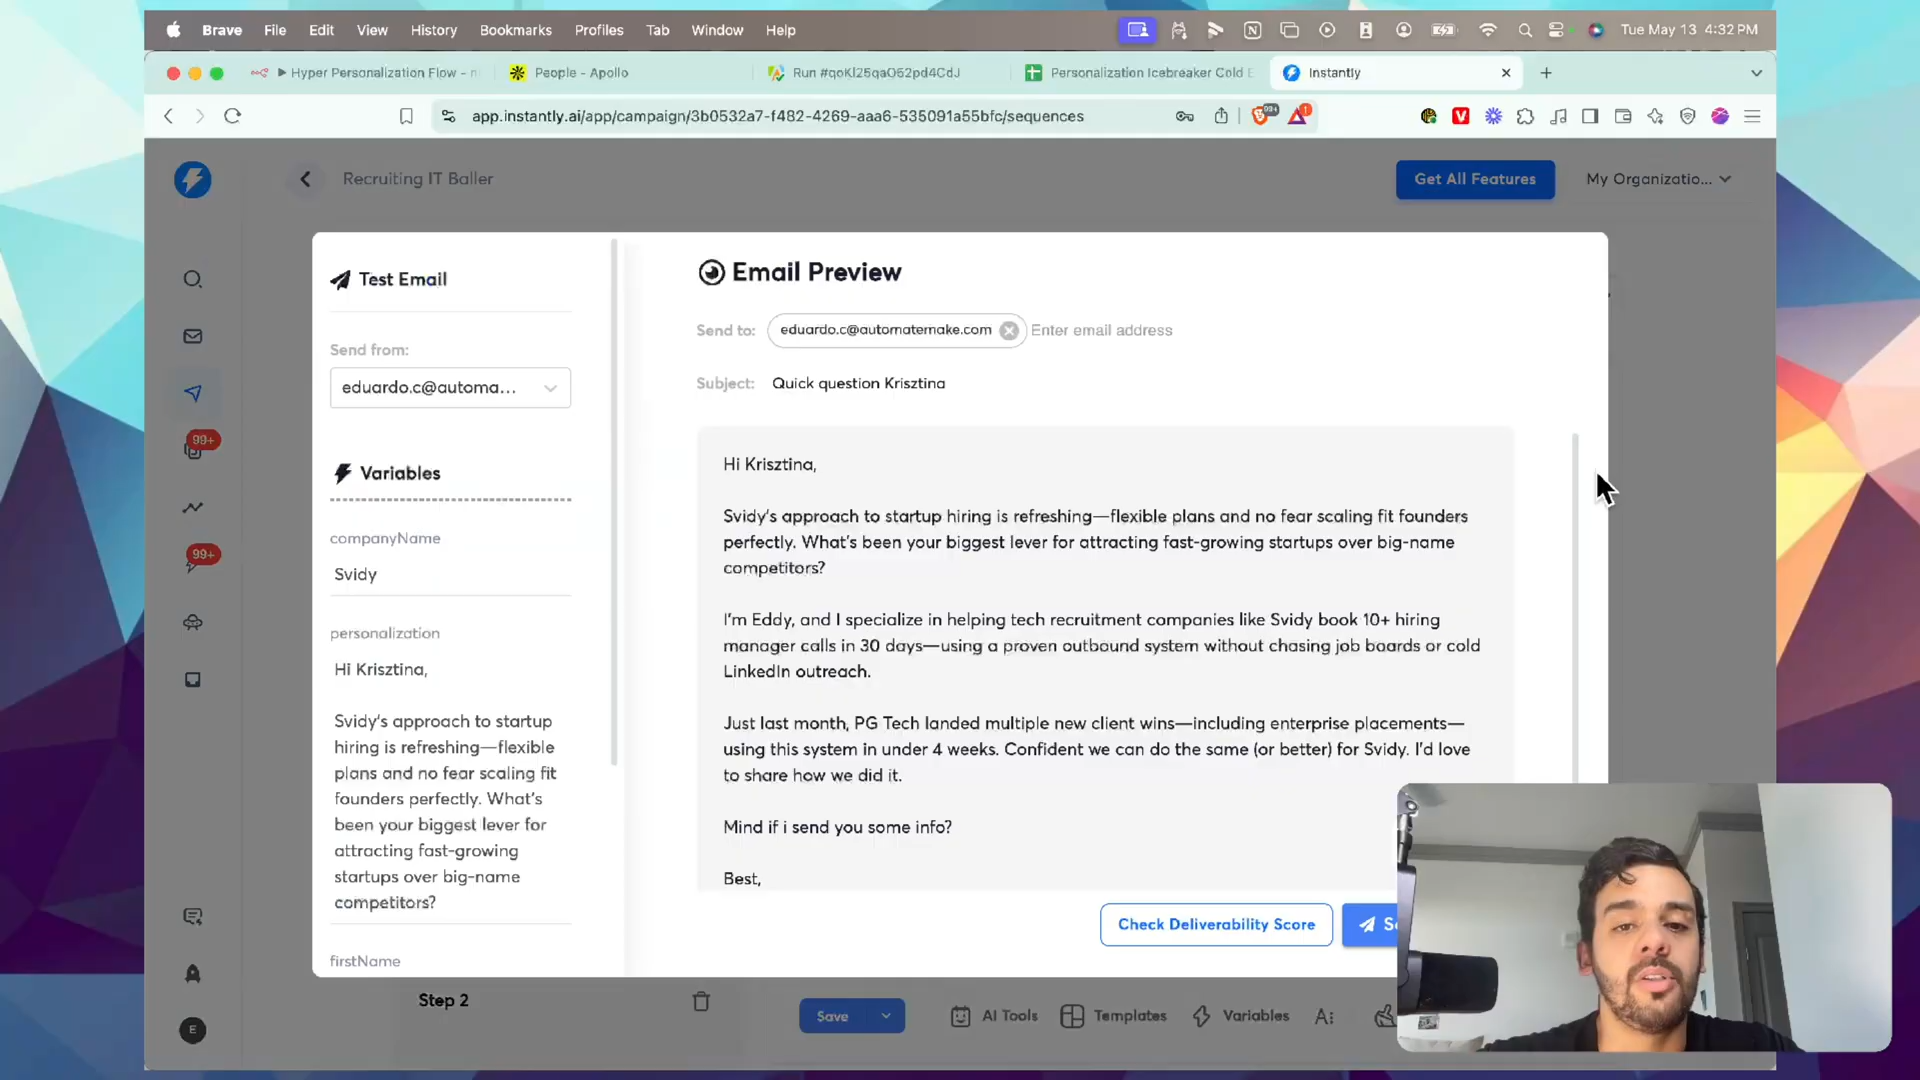 Brave File Edit View History Bookmarks Profiles Tab Window Help Tue May 13 4:32 PM
Hyper Personalization Flow - People - Apollo Run #qoKl25qaO52pd4CdJ Personalization Icebreaker Cold E Instantly
app.instantly.ai/app/campaign/3b0532a7-f482-4269-aaa6-535091a55bfc/sequences 99+ 1
Recruiting IT Baller Get All Features My Organizatio...
Test Email
Send from:
eduardo.c@automa...
Variables
companyName
Svidy
personalization
Hi Krisztina,
Svidy's approach to startup
hiring is refreshing—flexible
plans and no fear scaling fit
founders perfectly. What's
been your biggest lever for
attracting fast-growing
startups over big-name
competitors?
firstName
Email Preview
Send to: eduardo.c@automatemake.com Enter email address
Subject: Quick question Krisztina
Hi Krisztina,
Svidy's approach to startup hiring is refreshing—flexible plans and no fear scaling fit founders
perfectly. What's been your biggest lever for attracting fast-growing startups over big-name
competitors?
I'm Eddy, and I specialize in helping tech recruitment companies like Svidy book 10+ hiring
manager calls in 30 days—using a proven outbound system without chasing job boards or cold
LinkedIn outreach.
Just last month, PG Tech landed multiple new client wins—including enterprise placements—
using this system in under 4 weeks. Confident we can do the same (or better) for Svidy. I'd love
to share how we did it.
Mind if i send you some info?
Best,
Check Deliverability Score
99+
99+
E
Step 2 Save AI Tools Templates Variables